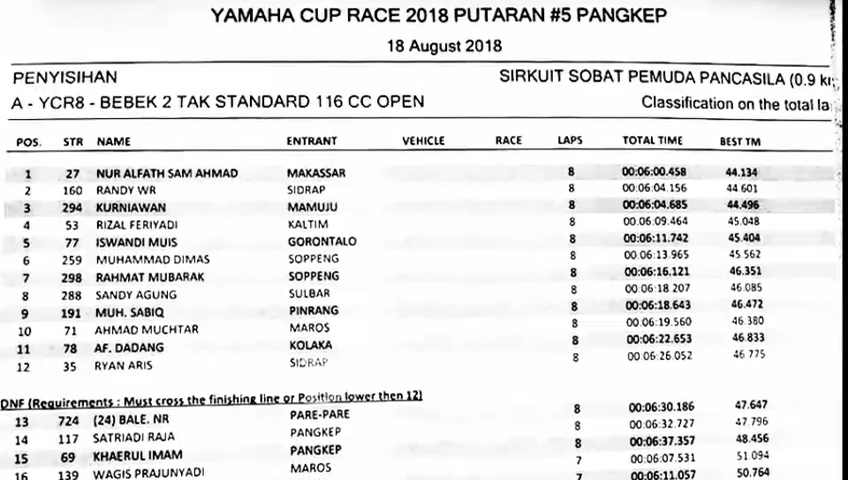 YAMAHA CUP RACE 2018 PUTARAN #5 PANGKEP
18 August 2018
PENYISIHAN SIRKUIT SOBAT PEMUDA PANCASILA (0.9
A - YCR8 - BEBEK 2 TAK STANDARD 116 CC OPEN Classification on the total
POS. STR NAME ENTRANT VEHICLE RACE LAPS TOTAL TIME BEST TM
1 27 NUR ALFATH SAM AHMAD MAKASSAR 8 00:06:00.458 44.134
2 160 RANDY WR SIDRAP 8 00:06:04.156 44.601
3 294 KURNIAWAN MAMUJU 8 00:06:04.685 44.496
4 53 RIZAL FERIYADI KALTIM 8 00:06:09.464 45.048
5 77 ISWANDI MUIS GORONTALO 8 00:06:11.742 45.404
6 259 MUHAMMAD DIMAS SOPPENG 8 00:06:13.965 45.562
7 298 RAHMAT MUBARAK SOPPENG 8 00:06:16.121 46.351
8 288 SANDY AGUNG SULBAR 8 00:06:18.207 46.085
9 191 MUH. SABIQ PINRANG 8 00:06:18.643 46.472
10 71 AHMAD MUCHTAR MAROS 8 00:06:19.560 46.380
11 78 AF. DADANG KOLAKA 8 00:06:22.653 46.833
12 35 RYAN ARIS SIDRAP 8 00:06:26.052 46.775
DNF (Requirements : Must cross the finishing line or Position lower then 12)
13 724 (24) BALE. NR PARE-PARE 8 00:06:30.186 47.647
14 117 SATRIADI RAJA PANGKEP 8 00:06:32.727 47.796
15 69 KHAERUL IMAM PANGKEP 8 00:06:37.357 48.456
16 139 WAGIS PRAJUNYADI MAROS 7 00:06:07.531 51.094
7 00:06:11.057 50.764